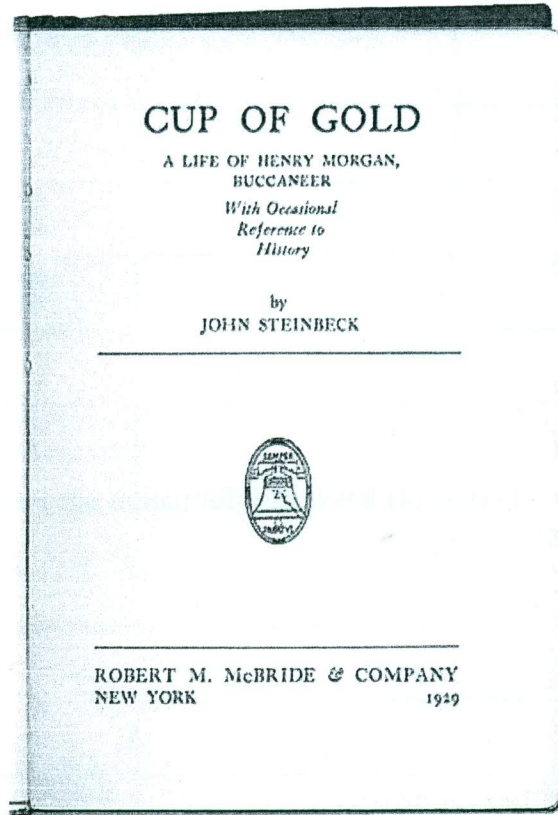 CUP OF GOLD
A LIFE OF HENRY MORGAN,
BUCCANEER
With Occasional
Reference to
History
by
JOHN STEINBECK
SEMPER
ROBERT M. McBRIDE & COMPANY
NEW YORK 1929